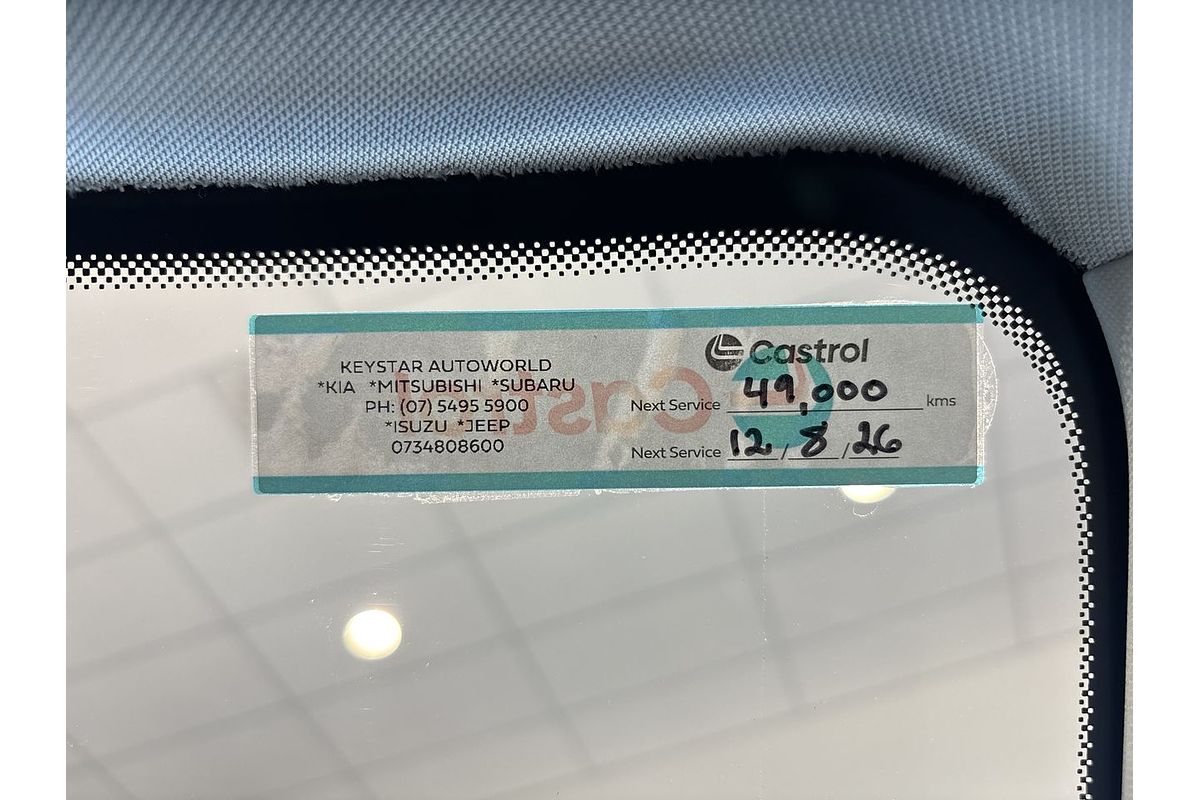 KEYSTAR AUTOWORLD
*KIA *MITSUBISHI *SUBARU
PH: (07) 5495 5900
*ISUZU *JEEP
0734808600
Castrol
Next Service 49,000 kms
Next Service 12/8/26
Castrol